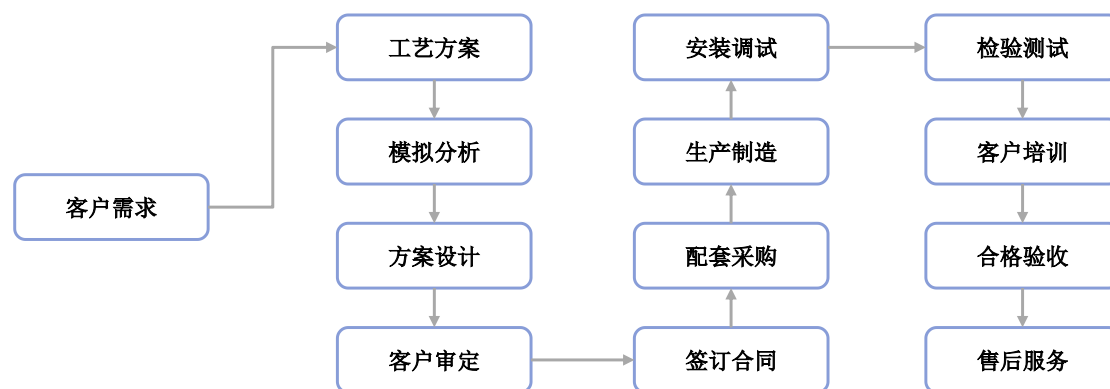 客户需求
工艺方案
模拟分析
方案设计
客户审定
签订合同
配套采购
生产制造
安装调试
检验测试
客户培训
合格验收
售后服务